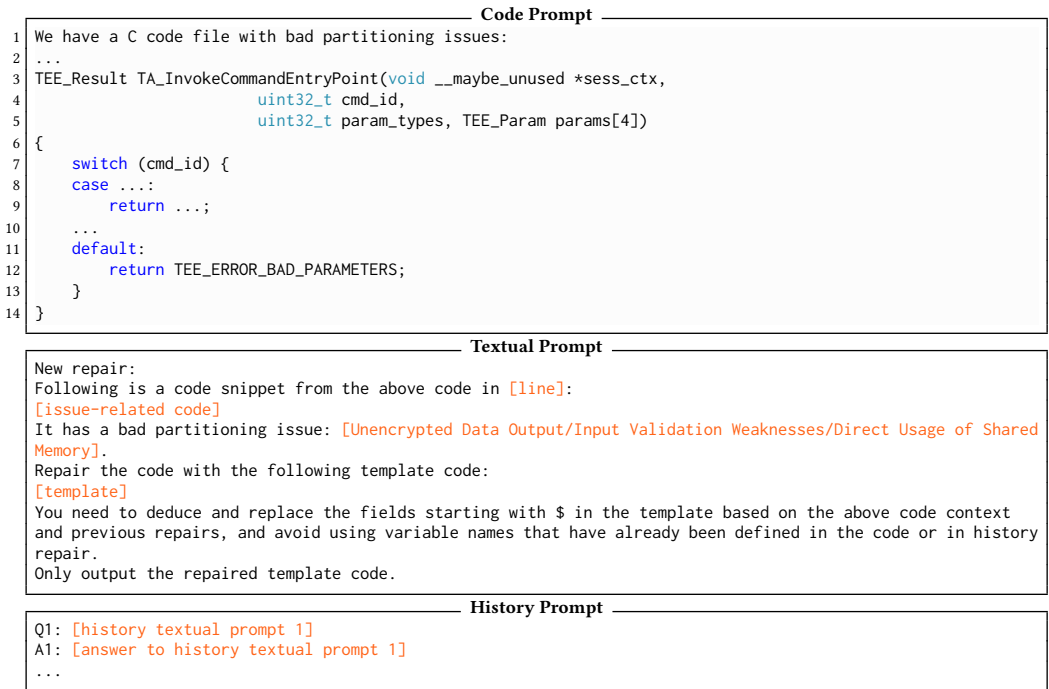 Code Prompt
1 We have a C code file with bad partitioning issues:
2 ...
3 TEE_Result TA_InvokeCommandEntryPoint(void __maybe_unused *sess_ctx,
4                         uint32_t cmd_id,
5                         uint32_t param_types, TEE_Param params[4])
6 {
7     switch (cmd_id) {
8     case ...:
9         return ...;
10     ...
11     default:
12         return TEE_ERROR_BAD_PARAMETERS;
13     }
14 }
Textual Prompt
New repair:
Following is a code snippet from the above code in [line]:
[issue-related code]
It has a bad partitioning issue: [Unencrypted Data Output/Input Validation Weaknesses/Direct Usage of Shared
Memory].
Repair the code with the following template code:
[template]
You need to deduce and replace the fields starting with $ in the template based on the above code context
and previous repairs, and avoid using variable names that have already been defined in the code or in history
repair.
Only output the repaired template code.
History Prompt
Q1: [history textual prompt 1]
A1: [answer to history textual prompt 1]
...